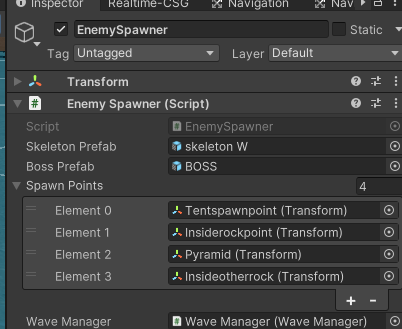 Inspector Realtime-CSG Navigation Nav
EnemySpawner Static
Tag Untagged Layer Default
Transform
# Enemy Spawner (Script)
Script # EnemySpawner
Skeleton Prefab skeleton W
Boss Prefab BOSS
Spawn Points 4
Element 0 Tentspawnpoint (Transform)
Element 1 Insiderockpoint (Transform)
Element 2 Pyramid (Transform)
Element 3 Insideotherrock (Transform)
+ -
Wave Manager # Wave Manager (Wave Manager)